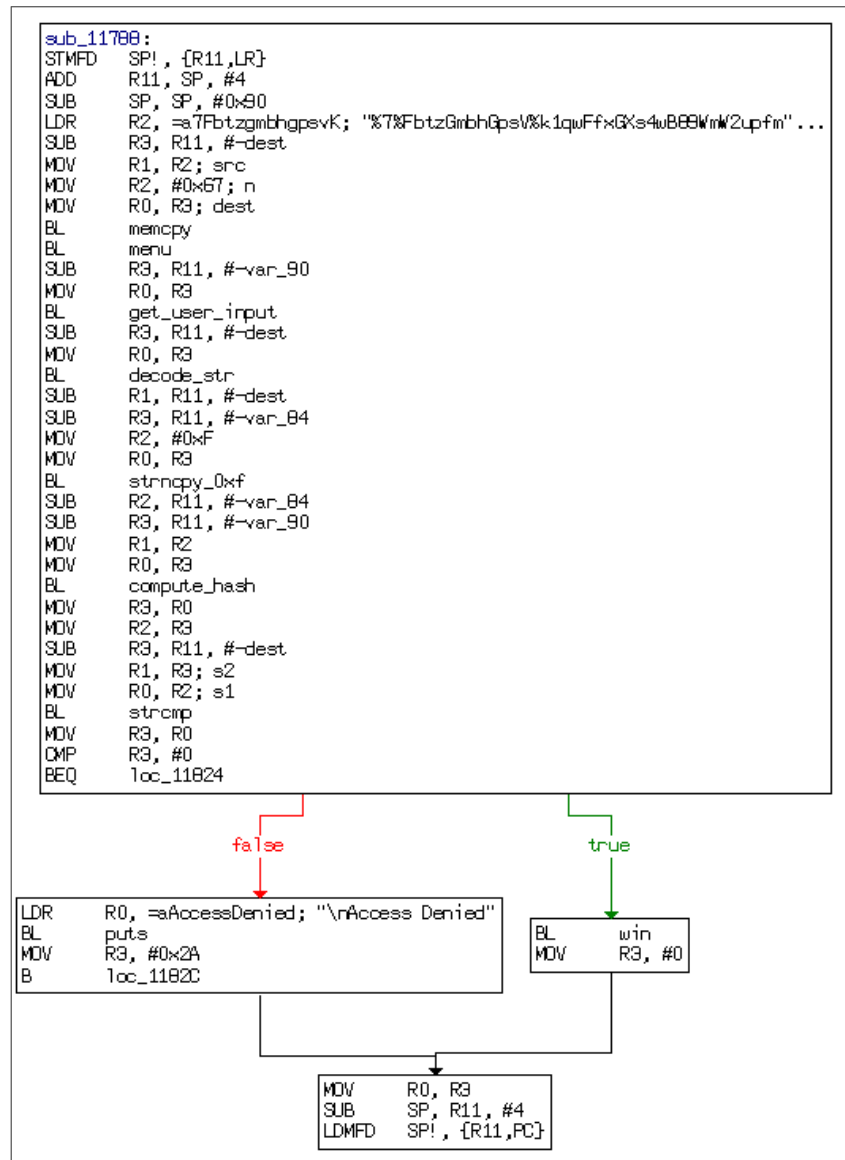 sub_11788:
STMFD SP!, {R11,LR}
ADD R11, SP, #4
SUB SP, SP, #0x90
LDR R2, =a7FbtzgmbhgpsvK; "%7%FbtzGmbhGpsV%k1qwFfxGXs4wB89WmW2upfm"...
SUB R3, R11, #-dest
MOV R1, R2; src
MOV R2, #0x67; n
MOV R0, R3; dest
BL memcpy
BL menu
SUB R3, R11, #-var_90
MOV R0, R3
BL get_user_input
SUB R3, R11, #-dest
MOV R0, R3
BL decode_str
SUB R1, R11, #-dest
SUB R3, R11, #-var_84
MOV R2, #0xF
MOV R0, R3
BL strncpy_0xf
SUB R2, R11, #-var_84
SUB R3, R11, #-var_90
MOV R1, R2
MOV R0, R3
BL compute_hash
MOV R3, R0
MOV R2, R3
SUB R3, R11, #-dest
MOV R1, R3; s2
MOV R0, R2; s1
BL strcmp
MOV R3, R0
CMP R3, #0
BEQ loc_11824
false
true
LDR R0, =aAccessDenied; "\nAccess Denied"
BL puts
MOV R3, #0x2A
B loc_1182C
BL win
MOV R3, #0
MOV R0, R3
SUB SP, R11, #4
LDMFD SP!, {R11,PC}